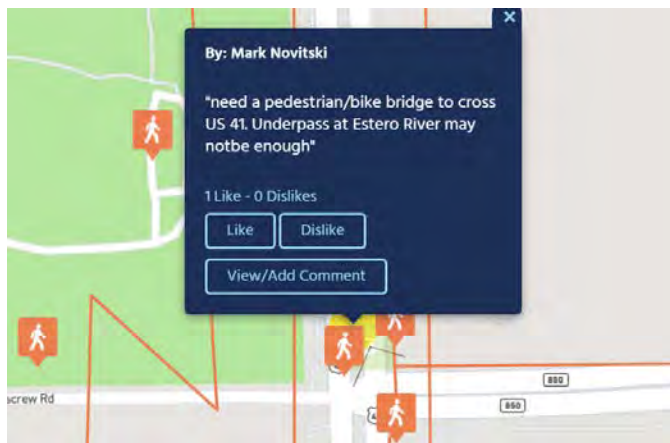 ×
By: Mark Novitski
"need a pedestrian/bike bridge to cross
US 41. Underpass at Estero River may
notbe enough"
1 Like - 0 Dislikes
Like
Dislike
View/Add Comment
850
850
screw Rd